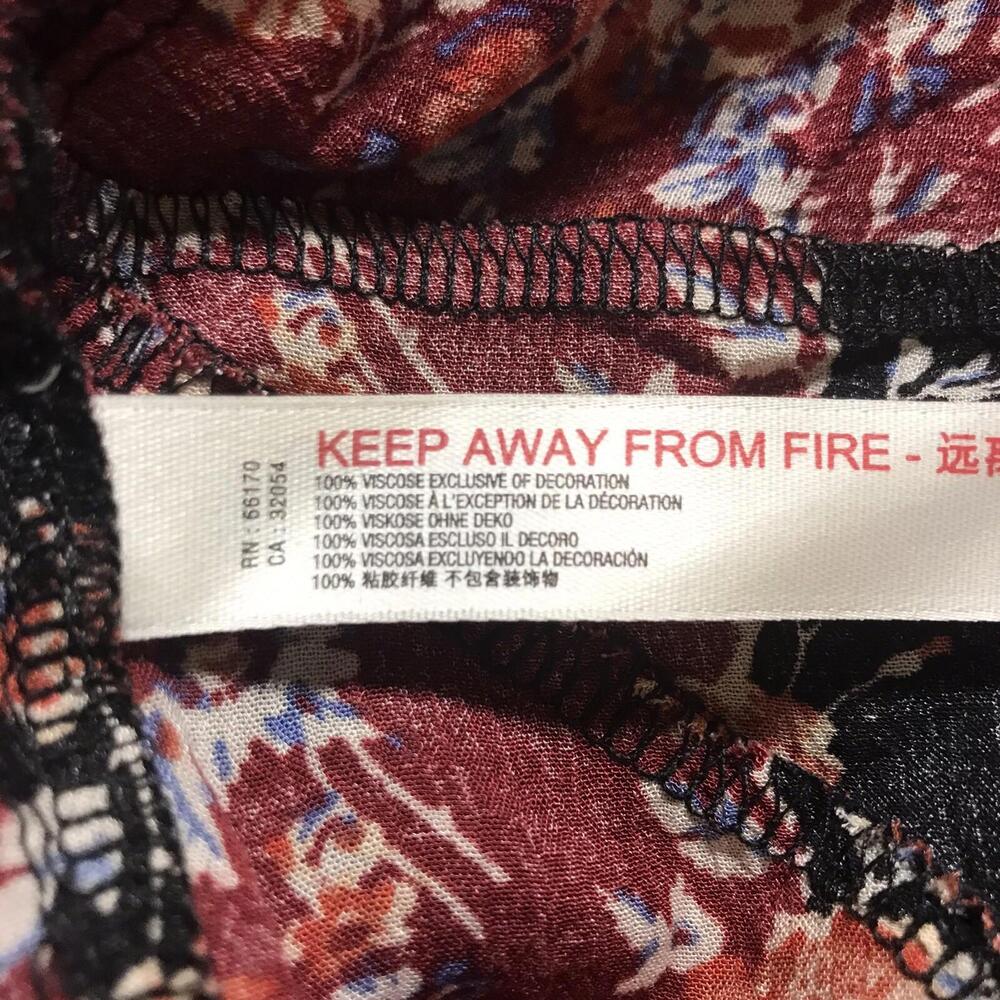 KEEP AWAY FROM FIRE - 远
100% VISCOSE EXCLUSIVE OF DECORATION
100% VISCOSE À L'EXCEPTION DE LA DÉCORATION
100% VISKOSE OHNE DEKO
100% VISCOSA ESCLUSO IL DECORO
100% VISCOSA EXCLUYENDO LA DECORACIÓN
100% 粘胶纤维 不包含装饰物
RN : 66170
CA : 32054